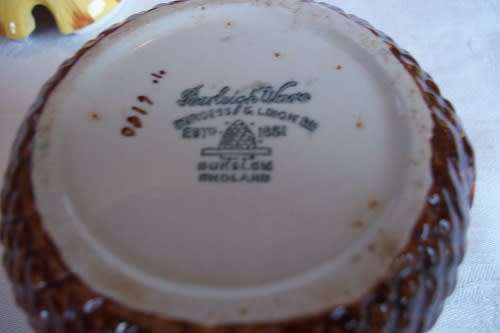 Burleigh Ware
BURGESS & LEIGH LTD
ESTD. 1851
BURSLEM
ENGLAND